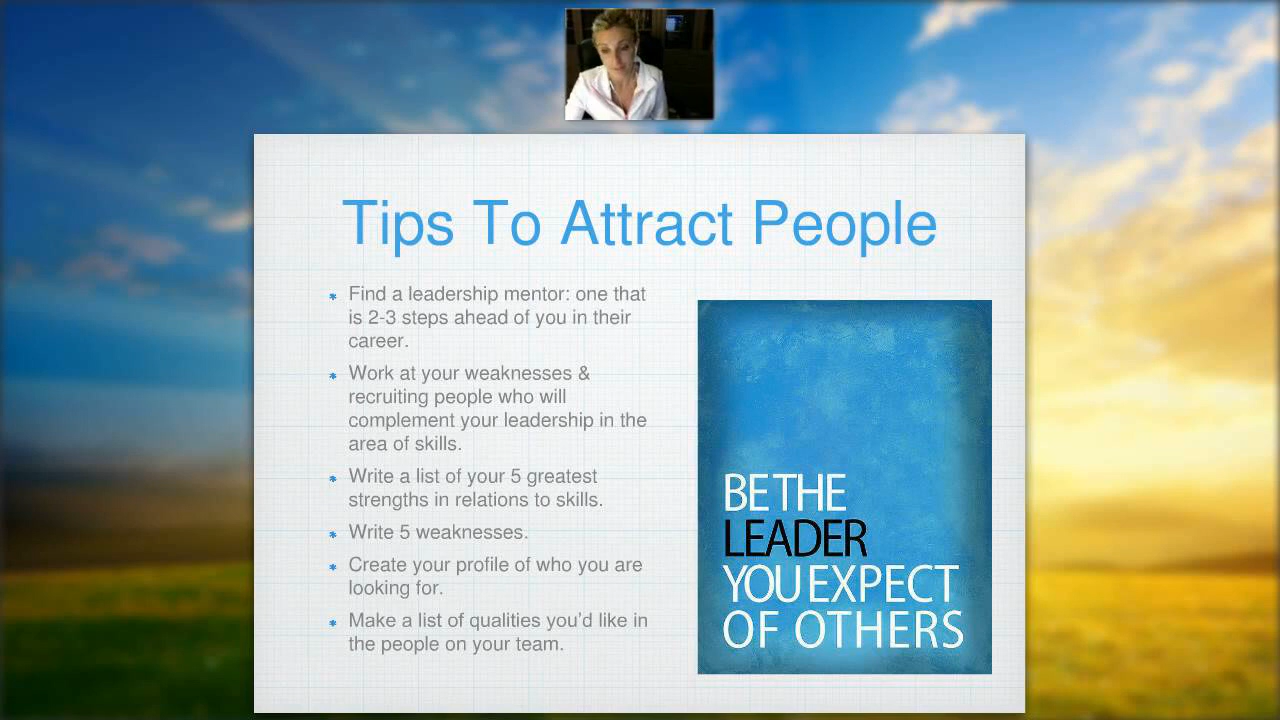 Tips To Attract People
* Find a leadership mentor: one that
is 2-3 steps ahead of you in their
career.
* Work at your weaknesses &
recruiting people who will
complement your leadership in the
area of skills.
* Write a list of your 5 greatest
strengths in relations to skills.
* Write 5 weaknesses.
* Create your profile of who you are
looking for.
* Make a list of qualities you'd like in
the people on your team.
BE THE
LEADER
YOU EXPECT
OF OTHERS